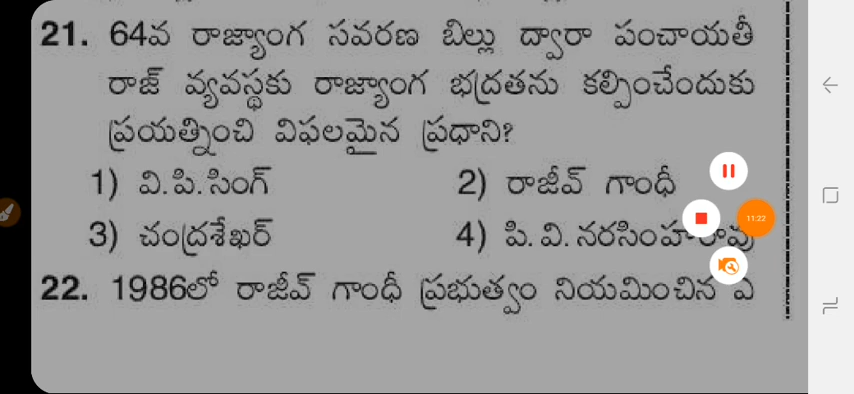 21. 64వ రాజ్యాంగ సవరణ బిల్లు ద్వారా పంచాయతీ
రాజ్ వ్యవస్థకు రాజ్యాంగ భద్రతను కల్పించేందుకు
ప్రయత్నించి విఫలమైన ప్రధాని?
1) వి.పి.సింగ్ 2) రాజీవ్ గాంధీ
3) చంద్రశేఖర్ 4) పి.వి.నరసింహారావు
11:22
22. 1986లో రాజీవ్ గాంధీ ప్రభుత్వం నియమించిన ఏ